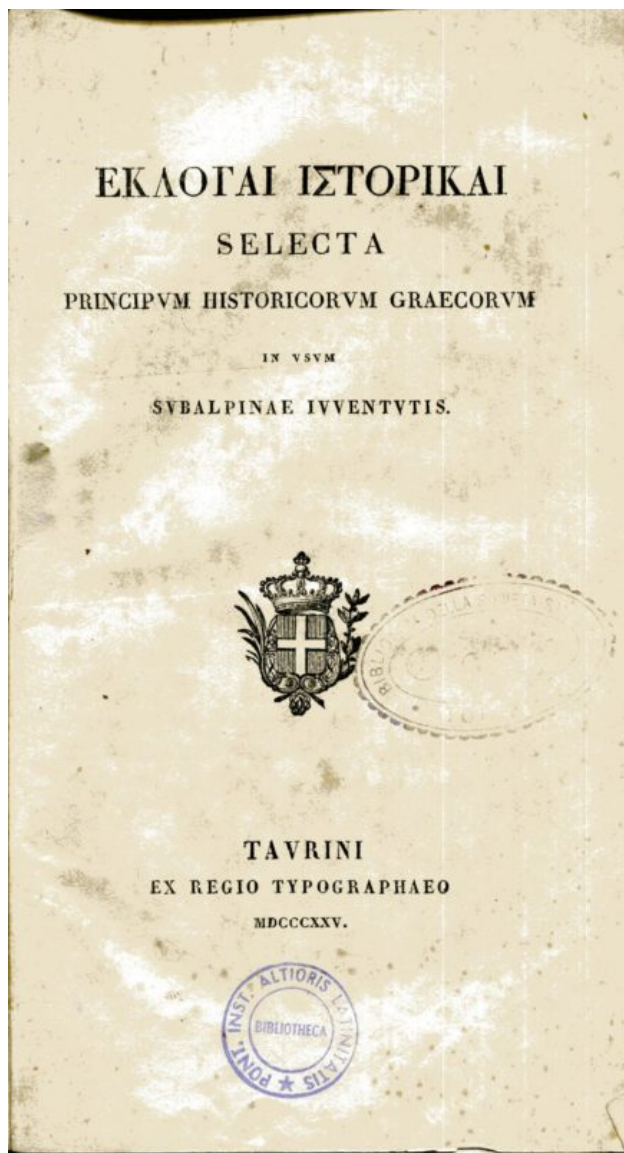 ΕΚΛΟΓΑΙ ΙΣΤΟΡΙΚΑΙ
SELECTA
PRINCIPVM HISTORICORVM GRAECORVM
IN VSVM
SVBALPINAE IVVENTVTIS.
TAVRINI
EX REGIO TYPOGRAPHAEO
MDCCCXXV.
PONT. INST. ALTIORIS LATINITATIS
BIBLIOTHECA